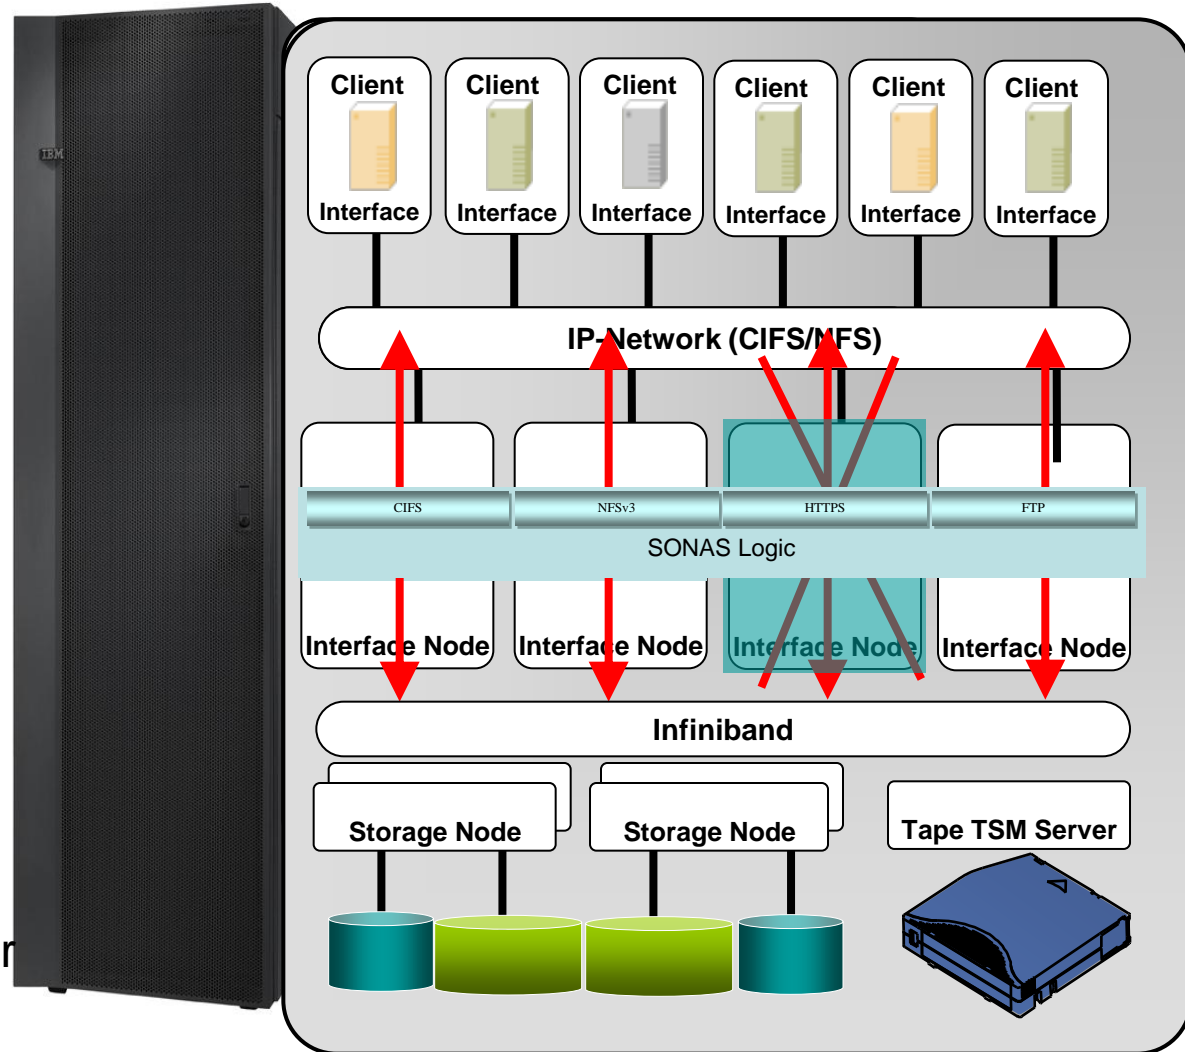 IBM
Client Client Client Client Client Client
Interface Interface Interface Interface Interface Interface
IP-Network (CIFS/NFS)
CIFS NFSv3 HTTPS FTP
SONAS Logic
Interface Node Interface Node Interface Node Interface Node
Infiniband
Storage Node Storage Node Tape TSM Server
r